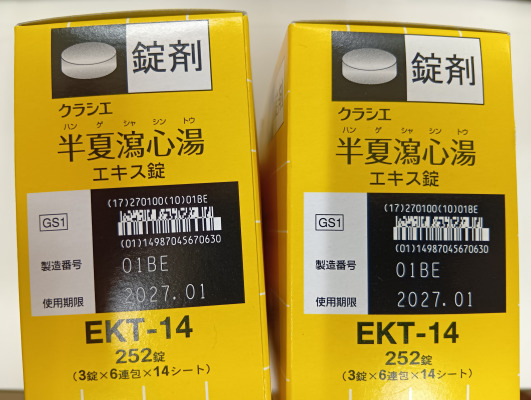 錠剤
クラシエ
ハン ゲ シャ シン トウ
半夏瀉心湯
エキス錠
(17)270100(10)01BE
GS1
(01)14987045670630
製造番号 01BE
使用期限 2027.01
EKT-14
252錠
(3錠×6連包×14シート)
錠剤
クラシエ
ハン ゲ シャ シン トウ
半夏瀉心湯
エキス錠
(17)270100(10)01BE
GS1
(01)14987045670630
製造番号 01BE
使用期限 2027.01
EKT-14
252錠
(3錠×6連包×14シート)